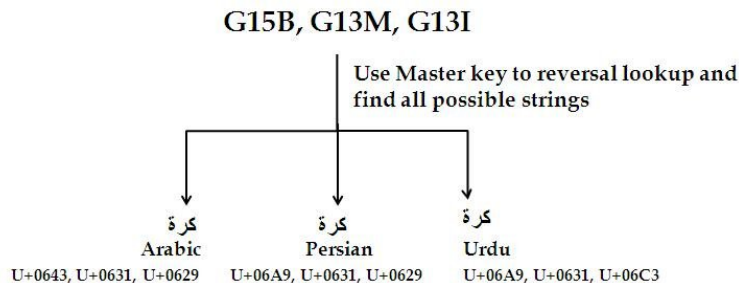 G15B, G13M, G13I
Use Master key to reversal lookup and
find all possible strings
كرة
Arabic
U+0643, U+0631, U+0629
کرة
Persian
U+06A9, U+0631, U+0629
کرۃ
Urdu
U+06A9, U+0631, U+06C3